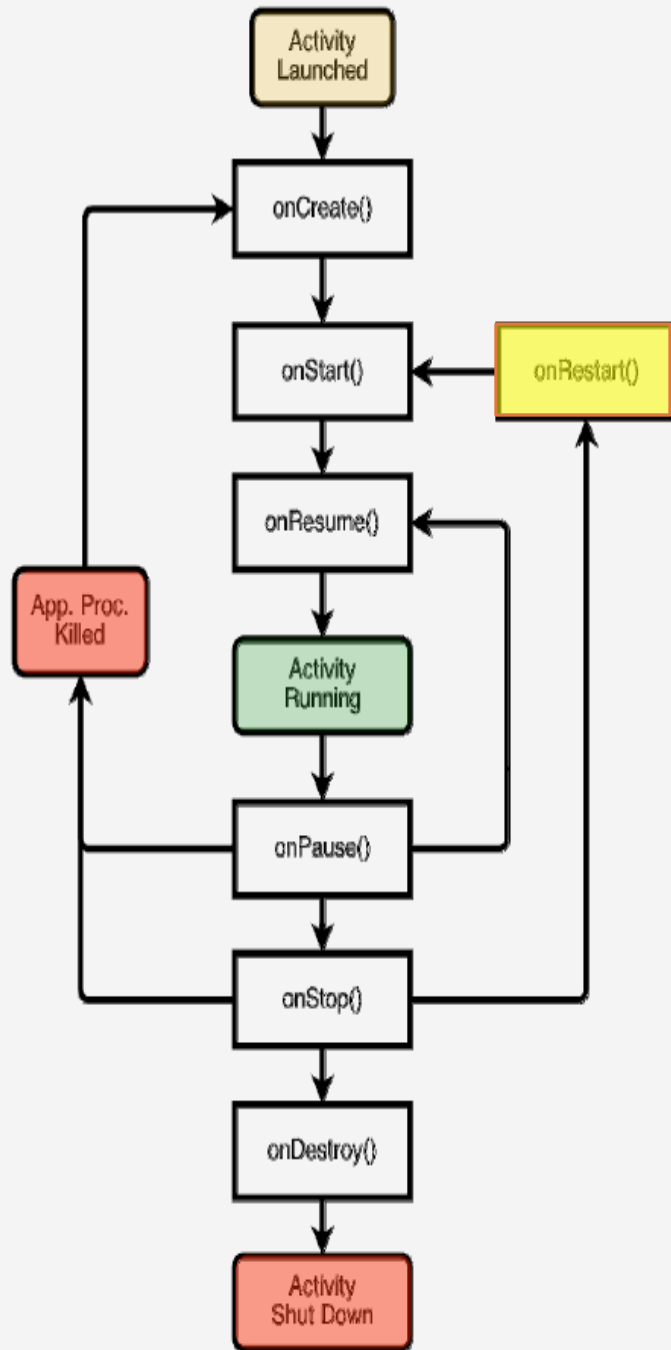 Activity
Launched
onCreate()
onStart()
onRestart()
onResume()
App. Proc.
Killed
Activity
Running
onPause()
onStop()
onDestroy()
Activity
Shut Down